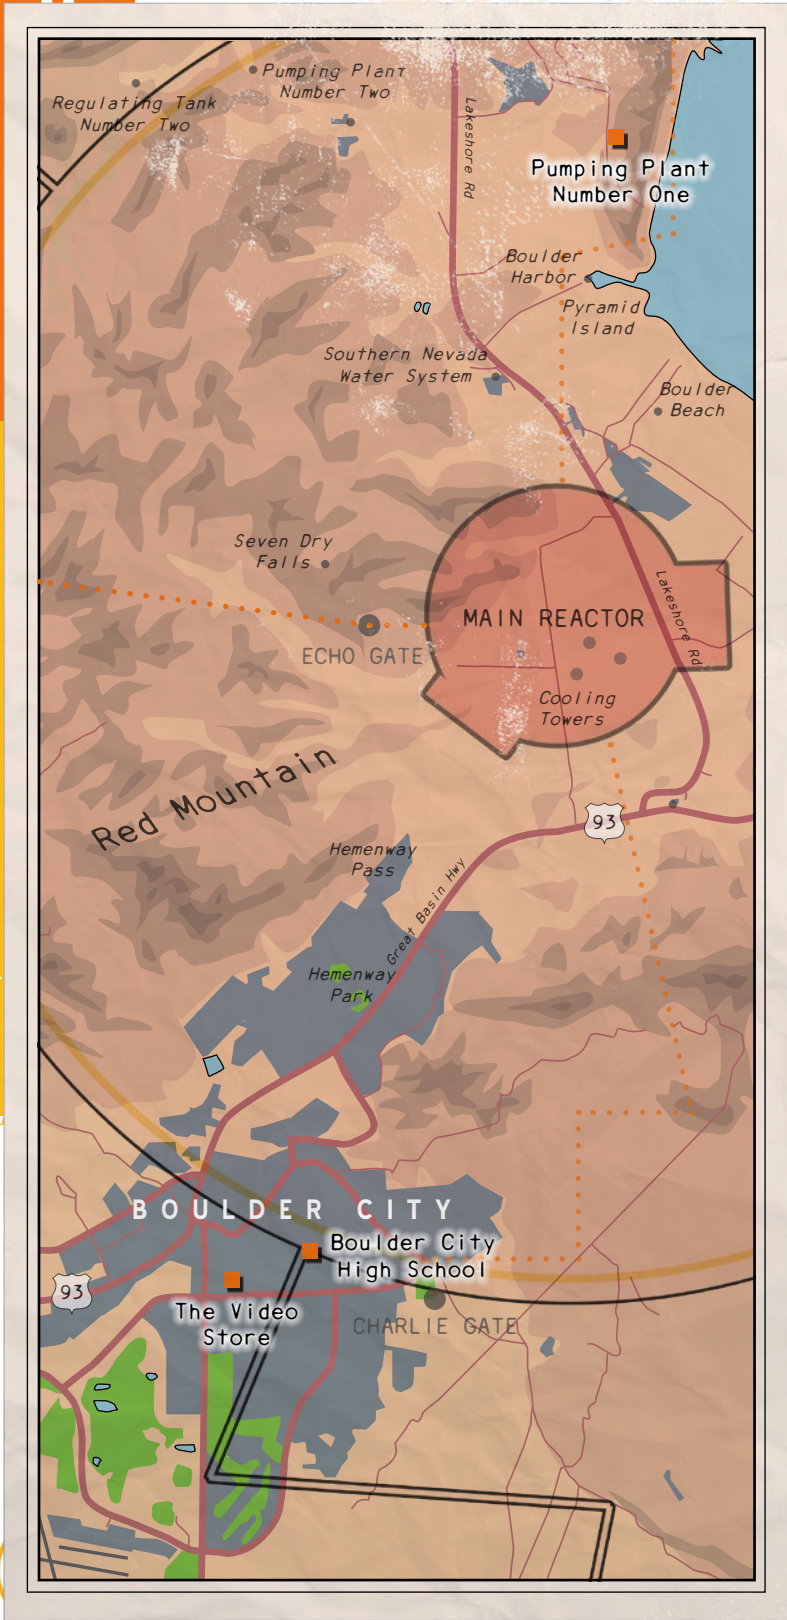 Pumping Plant
Number Two
Regulating Tank
Number Two
Lakeshore Rd
Pumping Plant
Number One
Boulder
Harbor
Pyramid
Island
Southern Nevada
Water System
Boulder
Beach
Seven Dry
Falls
MAIN REACTOR
Lakeshore Rd
ECHO GATE
Cooling
Towers
Red Mountain
93
Hemenway
Pass
Great Basin Hwy
Hemenway
Park
BOULDER CITY
Boulder City
High School
93
The Video
Store
CHARLIE GATE